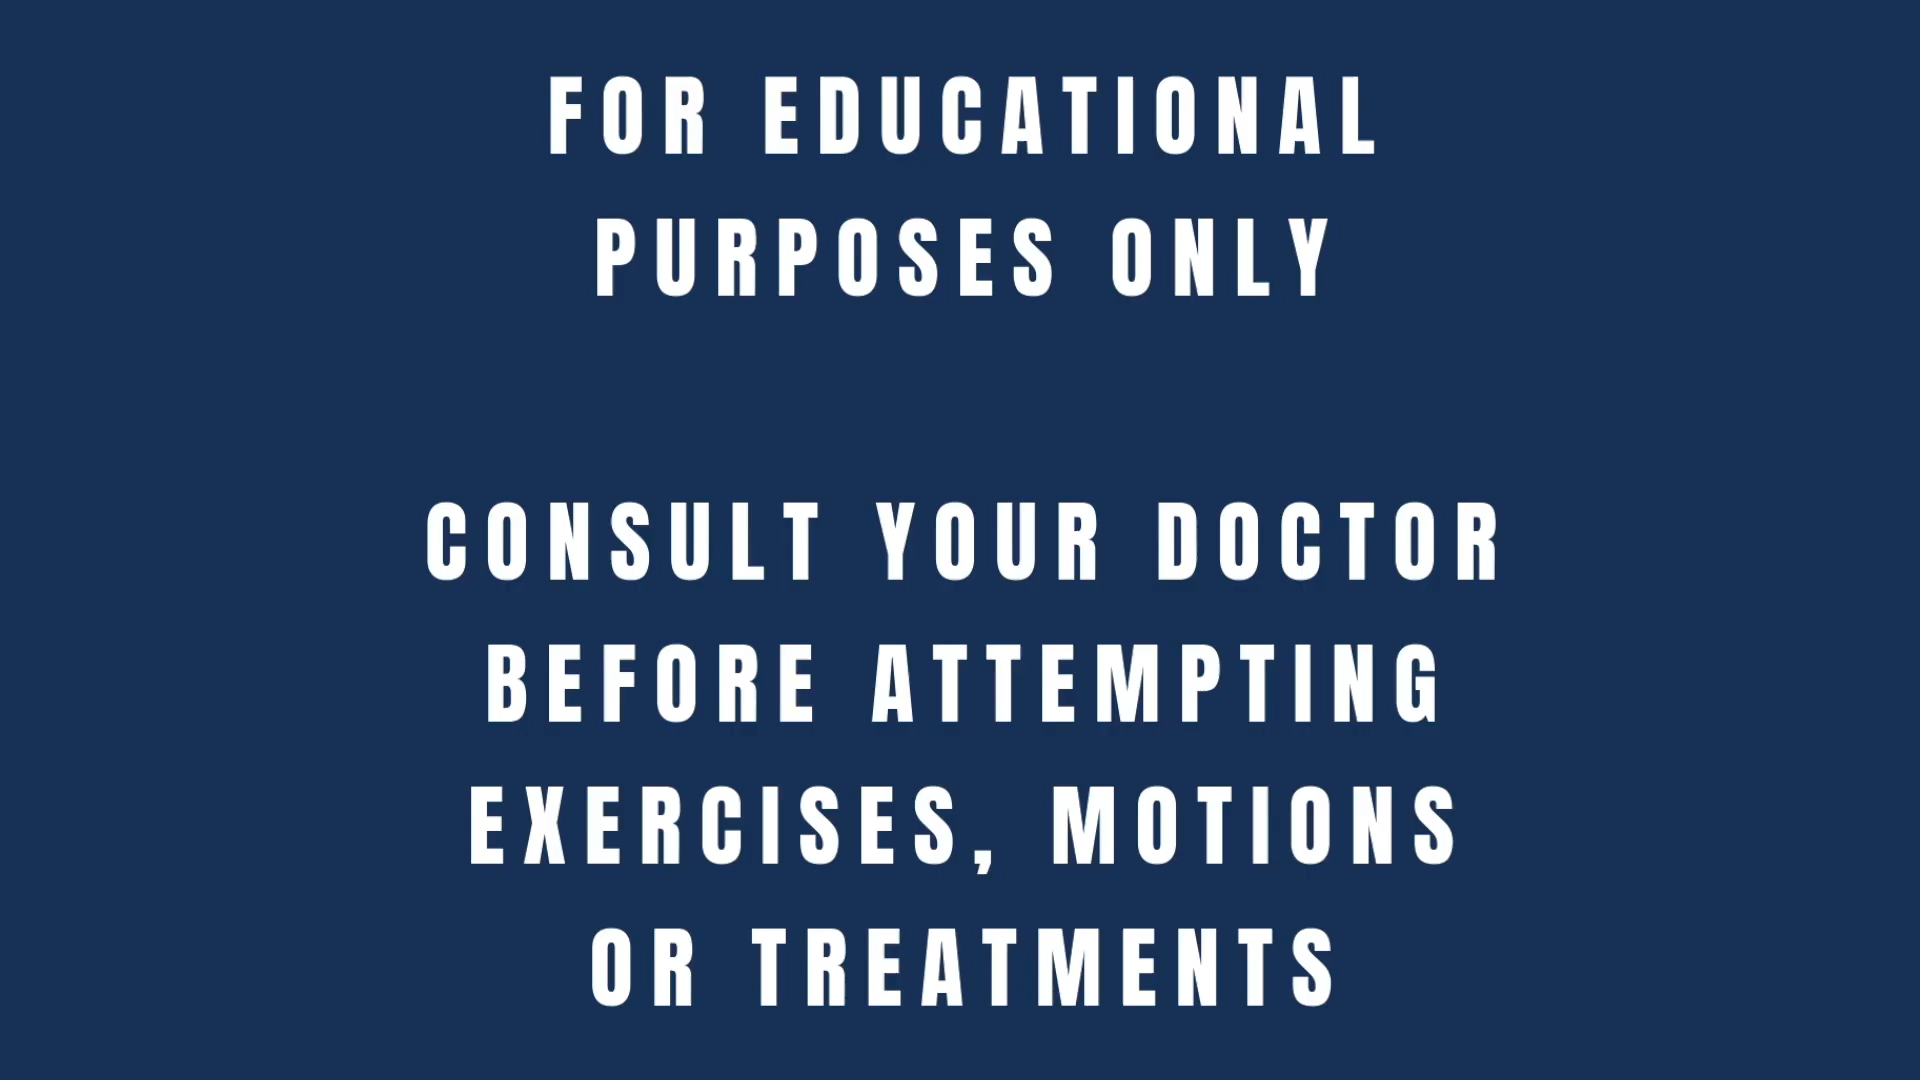 FOR EDUCATIONAL
PURPOSES ONLY
CONSULT YOUR DOCTOR
BEFORE ATTEMPTING
EXERCISES, MOTIONS
OR TREATMENTS